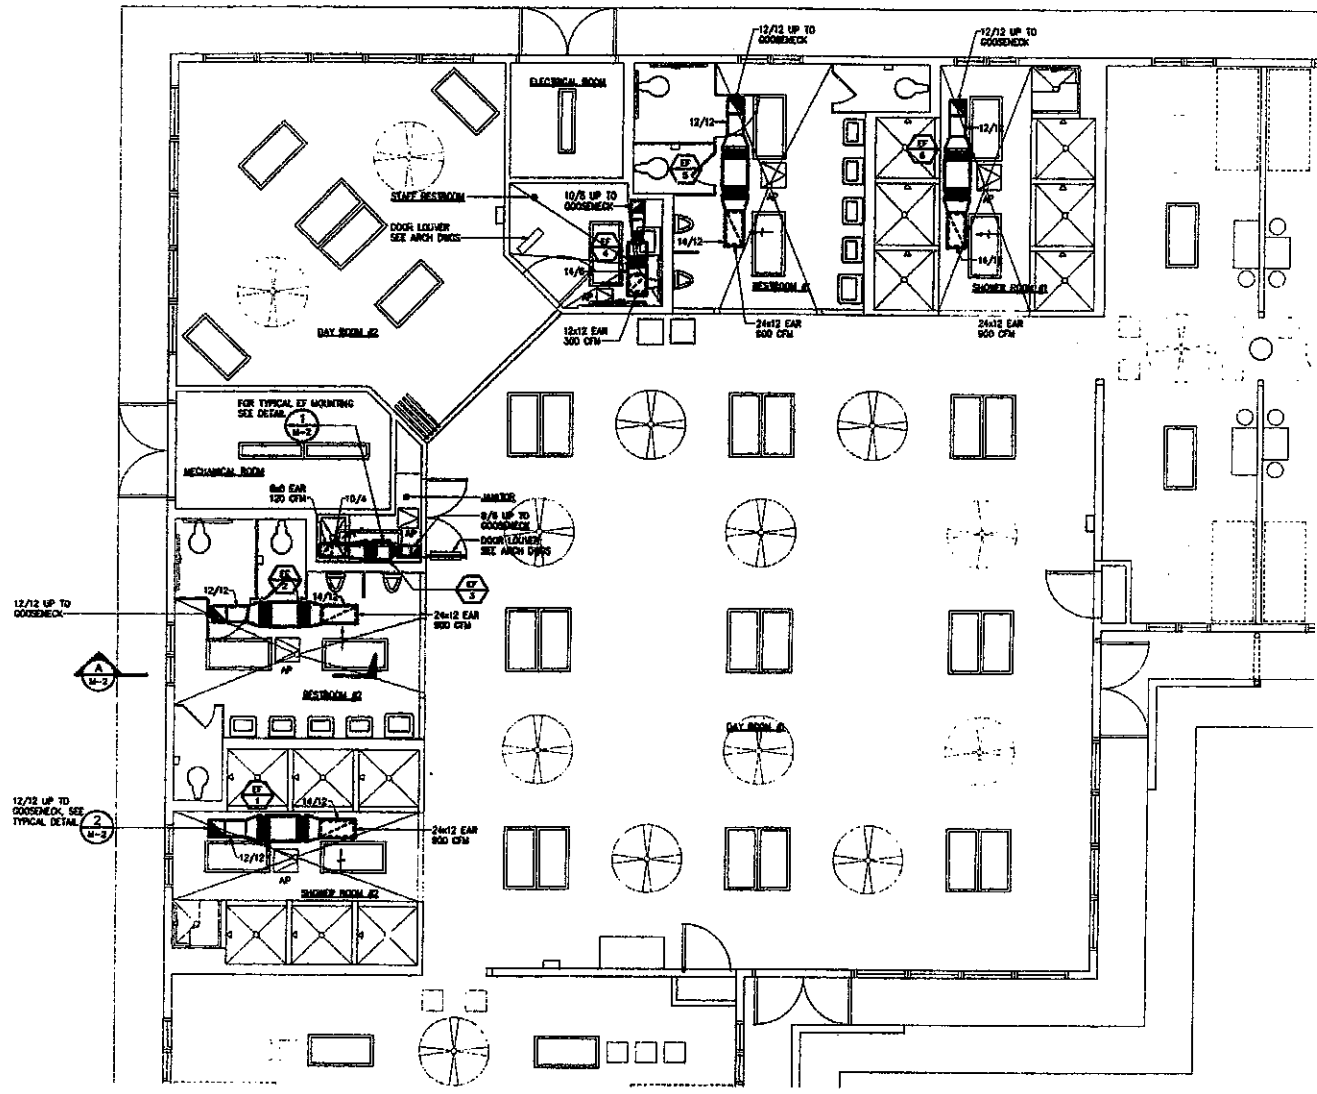 12/12 UP TO
GOOSENECK
12/12 UP TO
GOOSENECK
ELECTRICAL ROOM
12/12
12/12
EF
5
EF
6
AP
AP
STAFF RESTROOM
10/6 UP TO
GOOSENECK
DOOR LOUVER
SEE ARCH DWGS
EF
4
14/6
14/12
14/12
AP
RESTROOM #1
SHOWER ROOM #1
DAY ROOM #2
12x12 EAR
300 CFM
24x12 EAR
900 CFM
24x12 EAR
900 CFM
FOR TYPICAL EF MOUNTING
SEE DETAIL
1
M-2
MECHANICAL ROOM
120 CFM
10/4
JANITOR
GOOSENECK
AP
DOOR LOUVER
SEE ARCH DWGS
EF
2
EF
3
12/12
14/12
12/12 UP TO
GOOSENECK
24x12 EAR
900 CFM
A
M-2
AP
RESTROOM #2
DAY ROOM #1
EF
1
12/12 UP TO
GOOSENECK, SEE
TYPICAL DETAIL
2
M-2
14/12
24x12 EAR
900 CFM
12/12
AP
SHOWER ROOM #2